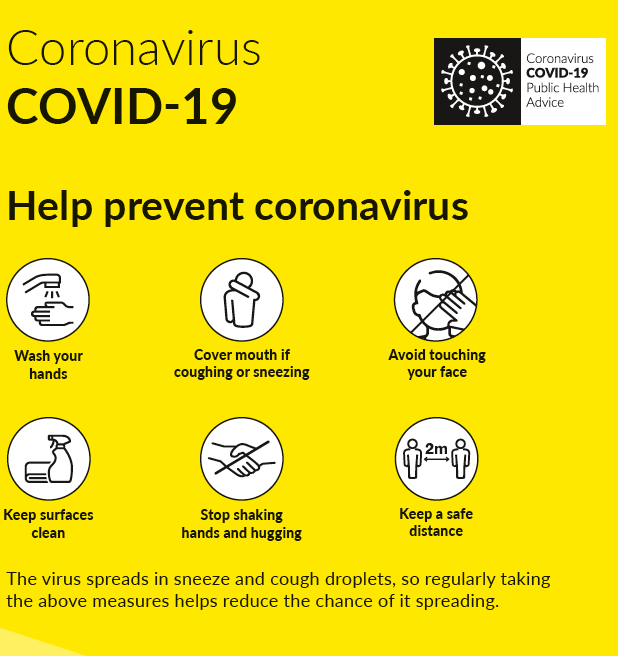 Coronavirus
COVID-19
Coronavirus
COVID-19
Public Health
Advice
Help prevent coronavirus
Wash your
hands
Cover mouth if
coughing or sneezing
Avoid touching
your face
Keep surfaces
clean
Stop shaking
hands and hugging
2m
Keep a safe
distance
The virus spreads in sneeze and cough droplets, so regularly taking
the above measures helps reduce the chance of it spreading.